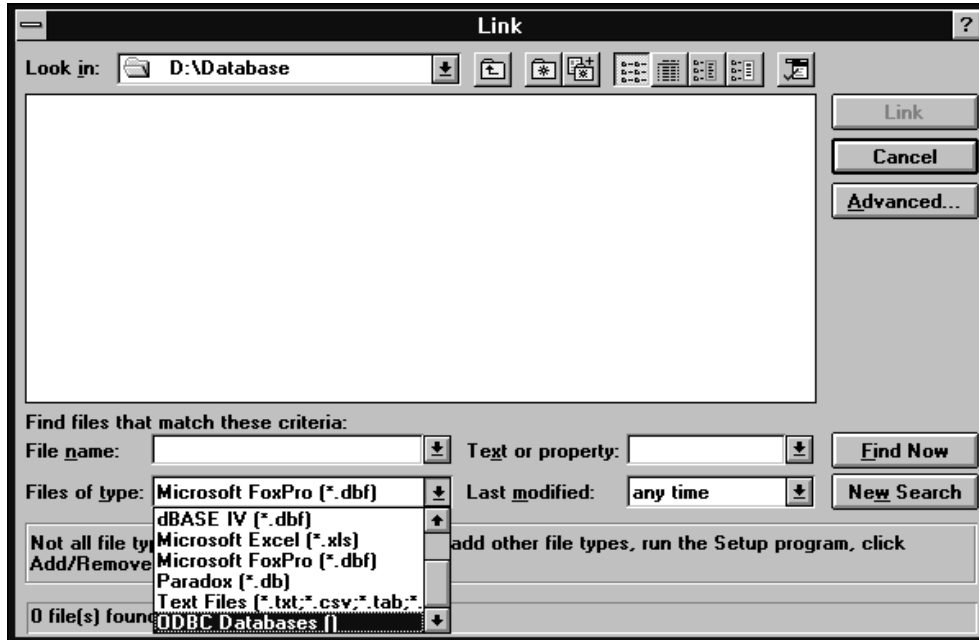 Link
?
Look in: D:\Database
Link
Cancel
Advanced...
Find files that match these criteria:
File name:
Text or property:
Find Now
Files of type: Microsoft FoxPro (*.dbf)
Last modified: any time
New Search
dBASE IV (*.dbf)
Microsoft Excel (*.xls)
Microsoft FoxPro (*.dbf)
Paradox (*.db)
Text Files (*.txt;*.csv;*.tab;*.
ODBC Databases ()
Not all file ty
add other file types, run the Setup program, click
Add/Remove
0 file(s) found